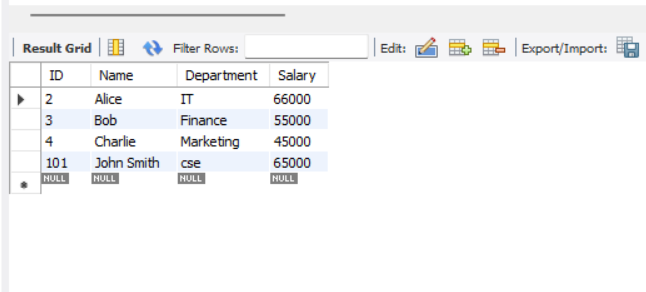 Result Grid Filter Rows: Edit: Export/Import:
ID Name Department Salary
2 Alice IT 66000
3 Bob Finance 55000
4 Charlie Marketing 45000
101 John Smith cse 65000
NULL NULL NULL NULL